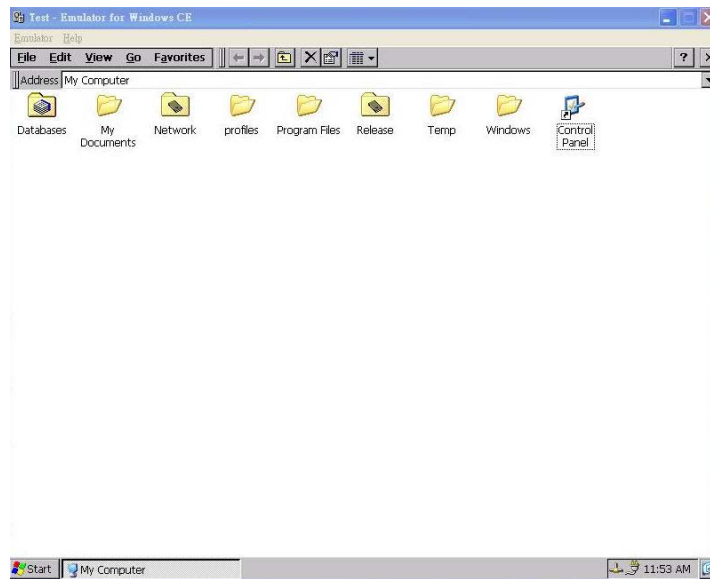 Test - Emulator for Windows CE
Emulator Help
File Edit View Go Favorites ?
Address My Computer
Databases My Documents Network profiles Program Files Release Temp Windows Control Panel
Start My Computer 11:53 AM